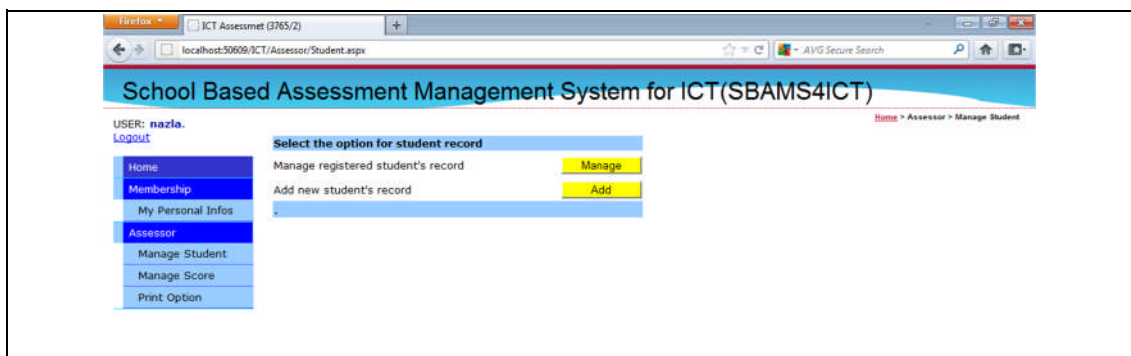 Firefox
ICT Assessmet (3765/2)
localhost:50609/ICT/Assessor/Student.aspx
AVG Secure Search
School Based Assessment Management System for ICT(SBAMS4ICT)
Home > Assessor > Manage Student
USER: nazla.
Logout
Select the option for student record
Manage registered student's record Manage
Add new student's record Add
.
Home
Membership
My Personal Infos
Assessor
Manage Student
Manage Score
Print Option